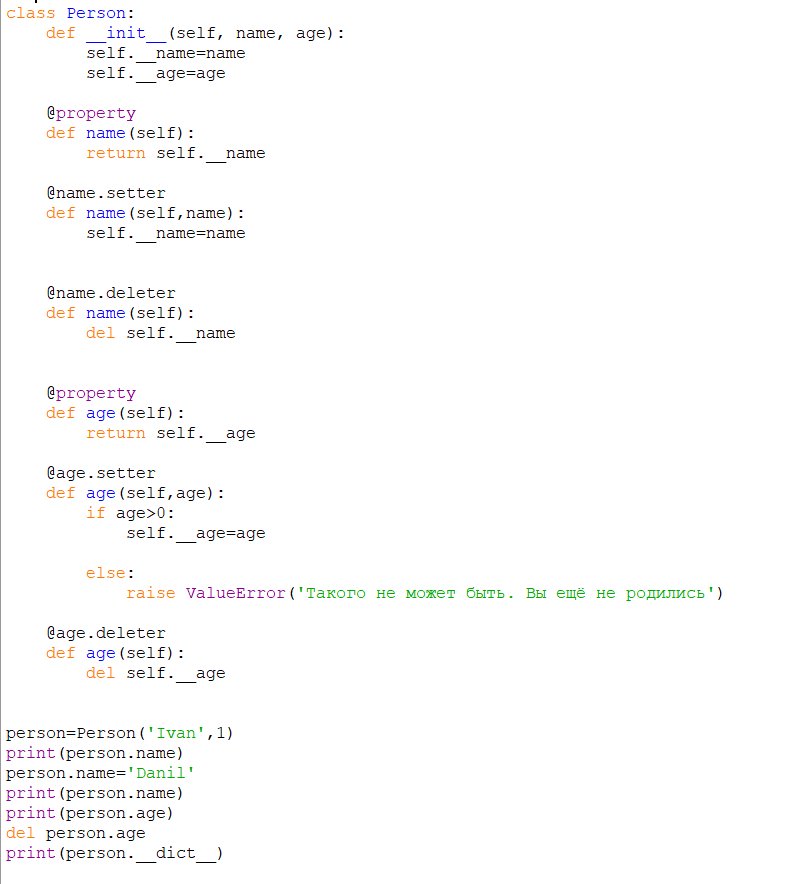 class Person:
    def __init__(self, name, age):
        self.__name=name
        self.__age=age

    @property
    def name(self):
        return self.__name

    @name.setter
    def name(self,name):
        self.__name=name


    @name.deleter
    def name(self):
        del self.__name


    @property
    def age(self):
        return self.__age

    @age.setter
    def age(self,age):
        if age>0:
            self.__age=age

        else:
            raise ValueError('Такого не может быть. Вы ещё не родились')

    @age.deleter
    def age(self):
        del self.__age


person=Person('Ivan',1)
print(person.name)
person.name='Danil'
print(person.name)
print(person.age)
del person.age
print(person.__dict__)